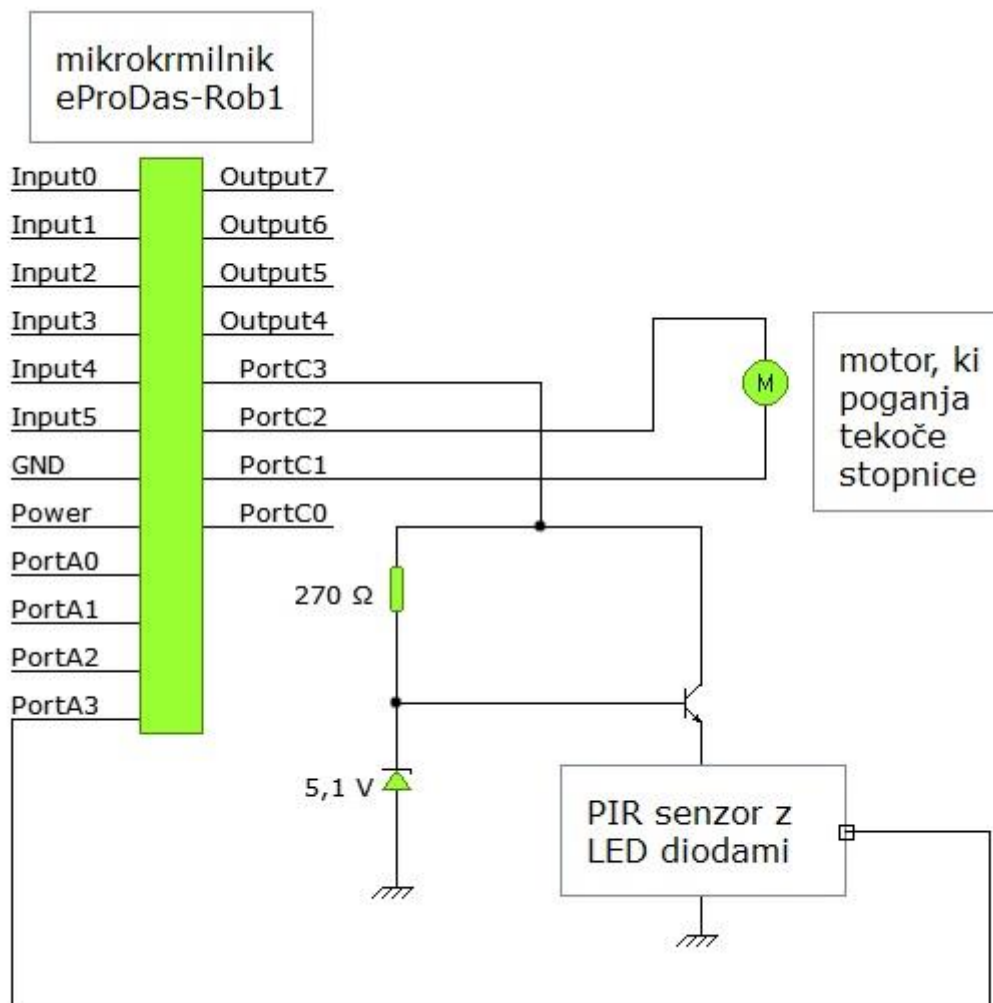 mikrokrmilnik
eProDas-Rob1
Input0
Output7
Input1
Output6
Input2
Output5
Input3
Output4
Input4
PortC3
Input5
PortC2
GND
PortC1
Power
PortC0
PortA0
PortA1
PortA2
PortA3
M
motor, ki
poganja
tekoče
stopnice
270 Ω
5,1 V
PIR senzor z
LED diodami